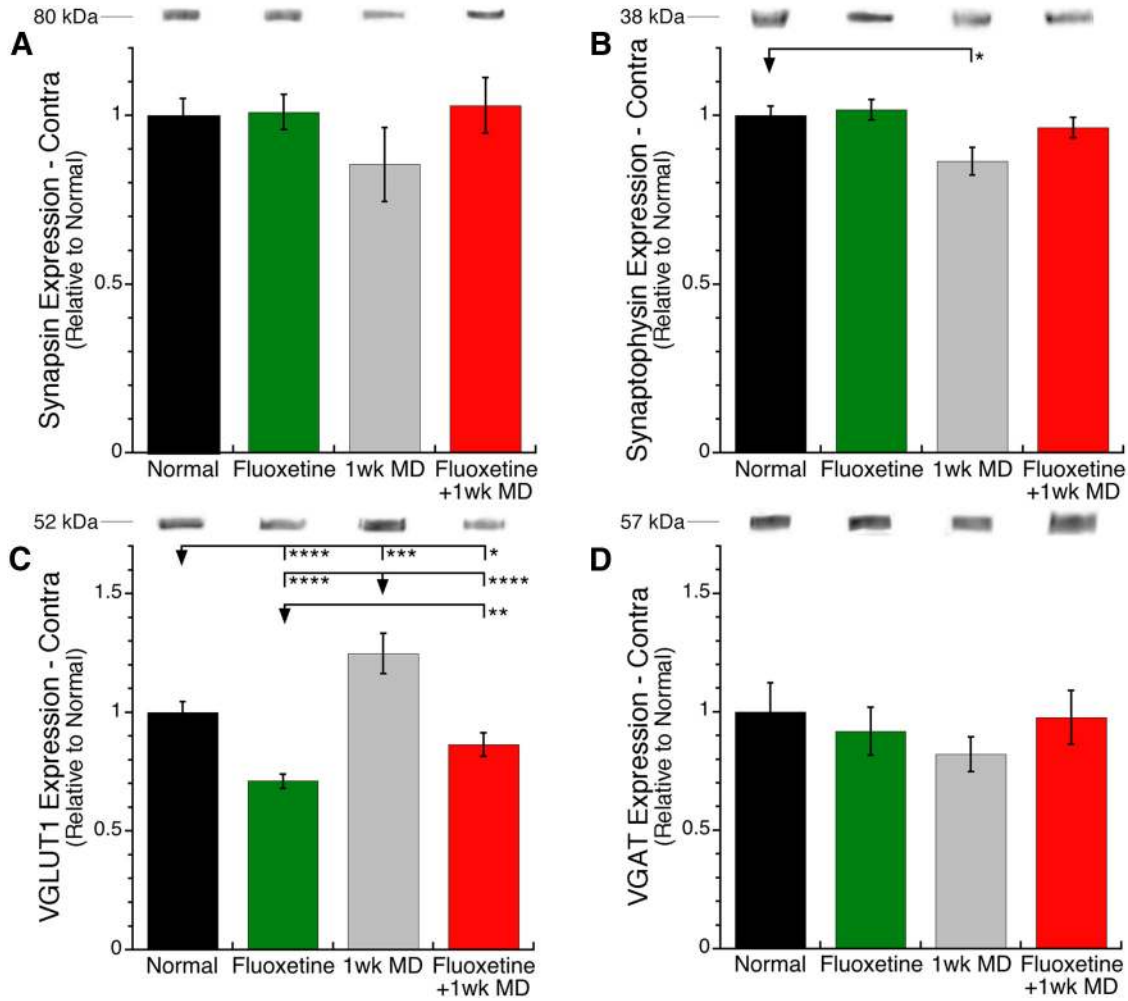 80 kDa
A
Synapsin Expression - Contra
(Relative to Normal)
1
0.5
0
Normal Fluoxetine 1wk MD Fluoxetine
+1wk MD
38 kDa
B
*
Synaptophysin Expression - Contra
(Relative to Normal)
1
0.5
0
Normal Fluoxetine 1wk MD Fluoxetine
+1wk MD
52 kDa
C
**** *** *
**** ****
**
VGLUT1 Expression - Contra
(Relative to Normal)
1.5
1
0.5
0
Normal Fluoxetine 1wk MD Fluoxetine
+1wk MD
57 kDa
D
VGAT Expression - Contra
(Relative to Normal)
1.5
1
0.5
0
Normal Fluoxetine 1wk MD Fluoxetine
+1wk MD